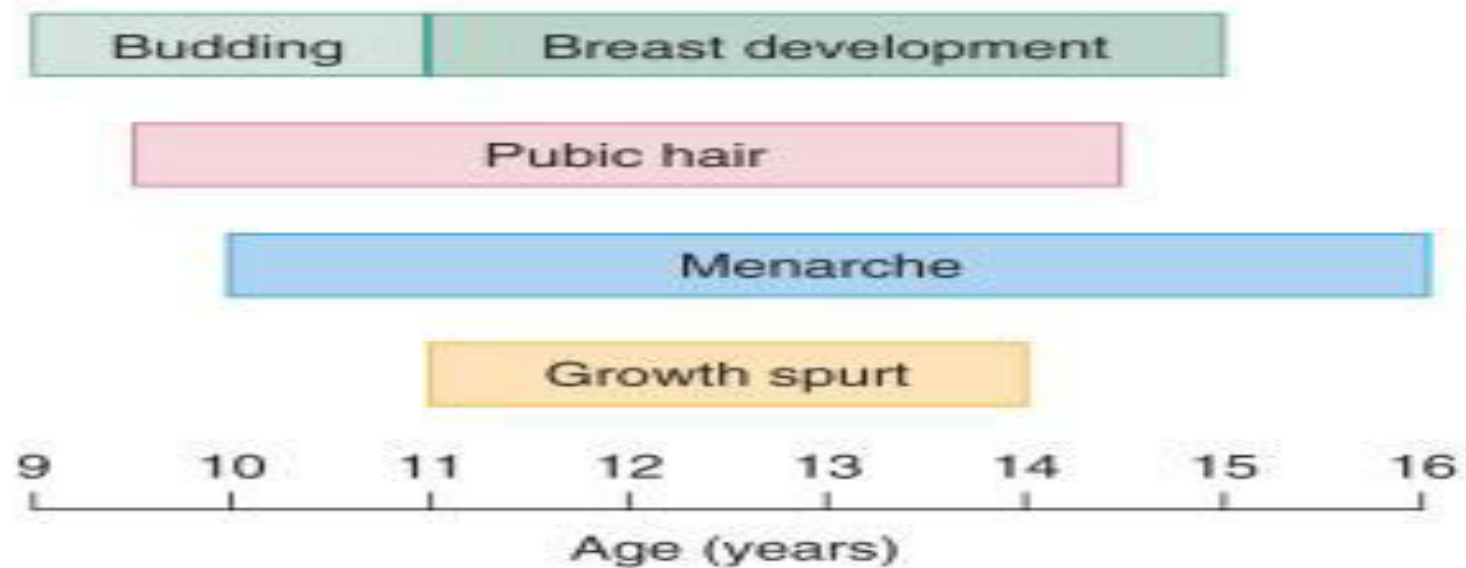 Budding Breast development
Pubic hair
Menarche
Growth spurt
9 10 11 12 13 14 15 16
Age (years)